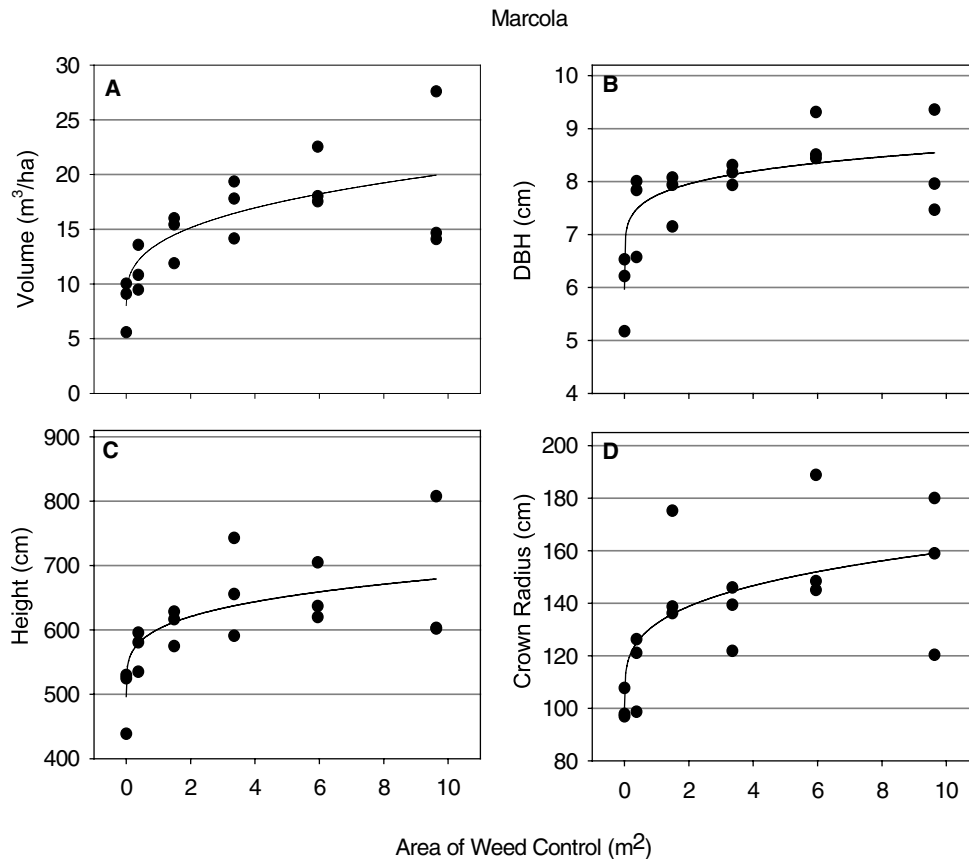 Marcola
A
Volume (m³/ha)
30
25
20
15
10
5
0
B
DBH (cm)
10
9
8
7
6
5
4
C
Height (cm)
900
800
700
600
500
400
0 2 4 6 8 10
D
Crown Radius (cm)
200
180
160
140
120
100
80
0 2 4 6 8 10
Area of Weed Control (m²)